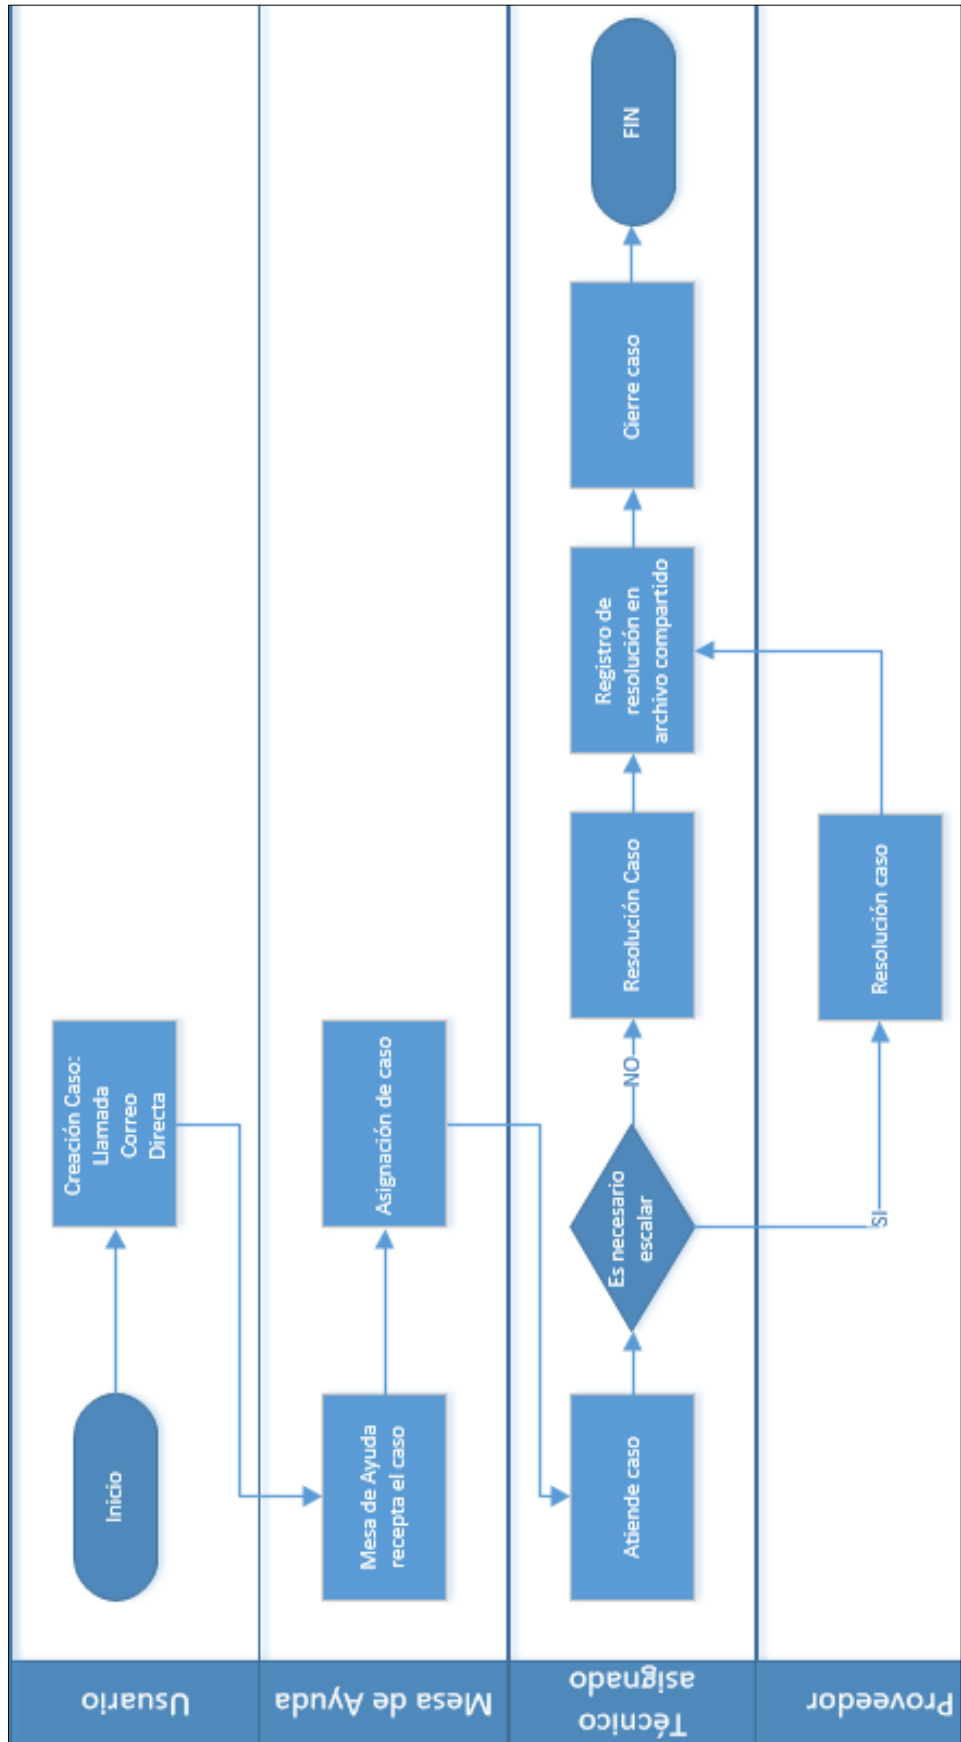 Usuario
Inicio
Creación Caso:
Llamada
Correo
Directa
Mesa de Ayuda
Mesa de Ayuda
recepta el caso
Asignación de caso
Técnico
asignado
Atiende caso
Es necesario
escalar
NO
SI
Resolución Caso
Registro de
resolución en
archivo compartido
Cierre caso
FIN
Proveedor
Resolución caso